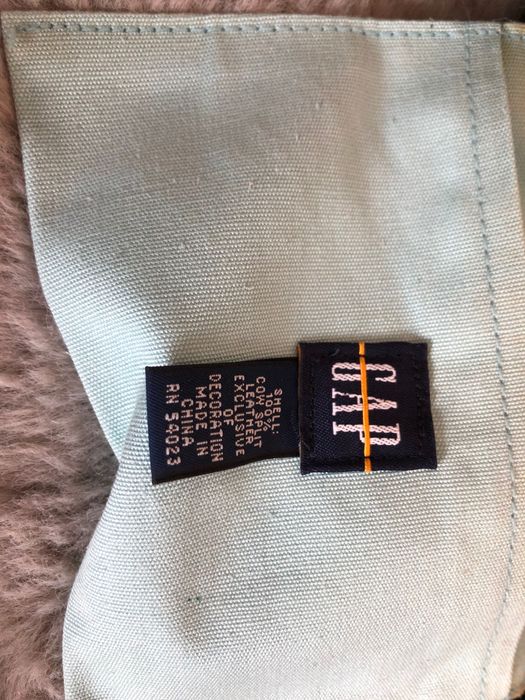 GAP
SHELL:
100%
COW SPLIT
LEATHER
EXCLUSIVE
OF
DECORATION
MADE IN
CHINA
RN 54023